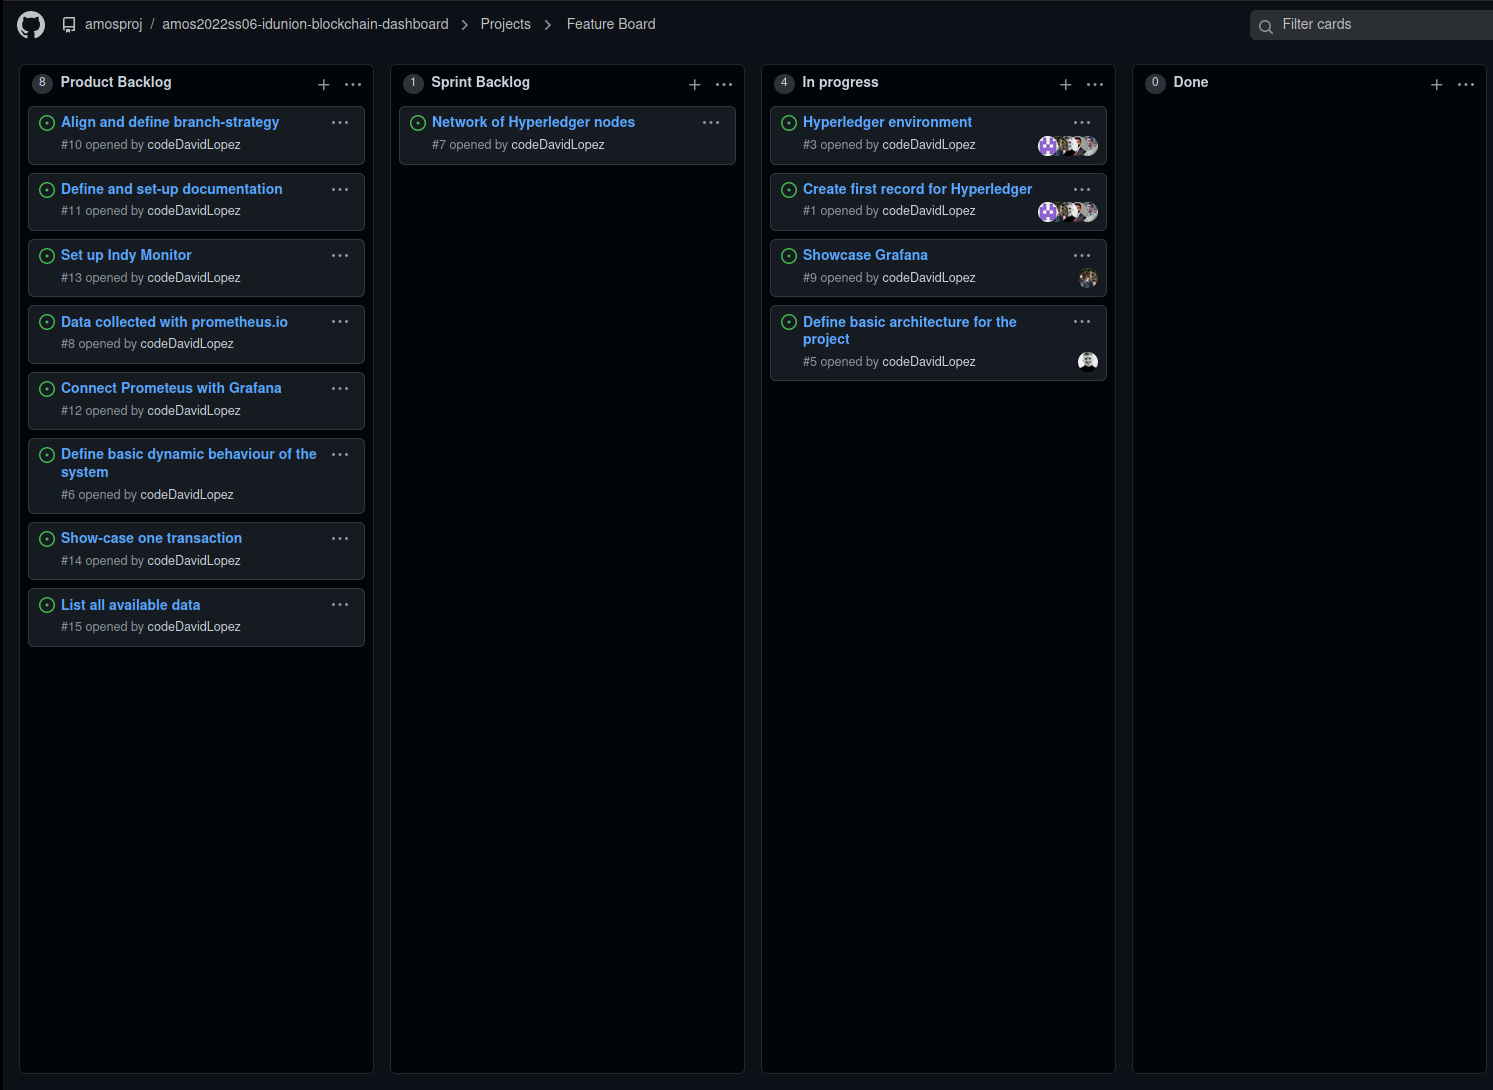 amosproj / amos2022ss06-idunion-blockchain-dashboard > Projects > Feature Board
Filter cards
8 Product Backlog
Align and define branch-strategy
#10 opened by codeDavidLopez
Define and set-up documentation
#11 opened by codeDavidLopez
Set up Indy Monitor
#13 opened by codeDavidLopez
Data collected with prometheus.io
#8 opened by codeDavidLopez
Connect Prometeus with Grafana
#12 opened by codeDavidLopez
Define basic dynamic behaviour of the
system
#6 opened by codeDavidLopez
Show-case one transaction
#14 opened by codeDavidLopez
List all available data
#15 opened by codeDavidLopez
1 Sprint Backlog
Network of Hyperledger nodes
#7 opened by codeDavidLopez
4 In progress
Hyperledger environment
#3 opened by codeDavidLopez
Create first record for Hyperledger
#1 opened by codeDavidLopez
Showcase Grafana
#9 opened by codeDavidLopez
Define basic architecture for the
project
#5 opened by codeDavidLopez
0 Done